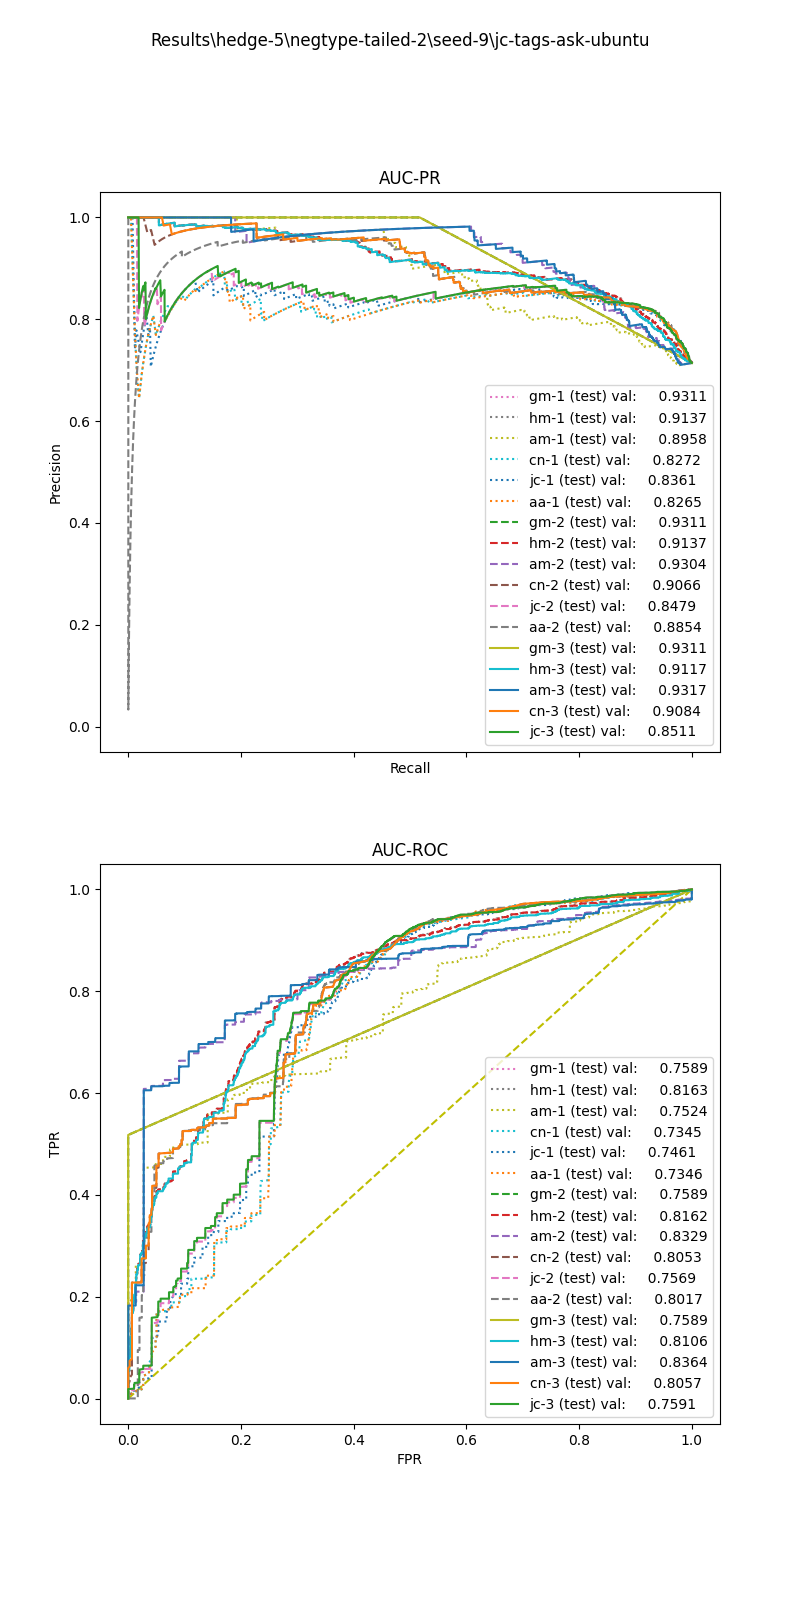 Results\hedge-5\negtype-tailed-2\seed-9\jc-tags-ask-ubuntu
AUC-PR
1.0
0.8
0.6
0.4
0.2
0.0
Precision
Recall
gm-1 (test) val: 0.9311
hm-1 (test) val: 0.9137
am-1 (test) val: 0.8958
cn-1 (test) val: 0.8272
jc-1 (test) val: 0.8361
aa-1 (test) val: 0.8265
gm-2 (test) val: 0.9311
hm-2 (test) val: 0.9137
am-2 (test) val: 0.9304
cn-2 (test) val: 0.9066
jc-2 (test) val: 0.8479
aa-2 (test) val: 0.8854
gm-3 (test) val: 0.9311
hm-3 (test) val: 0.9117
am-3 (test) val: 0.9317
cn-3 (test) val: 0.9084
jc-3 (test) val: 0.8511
AUC-ROC
1.0
0.8
0.6
0.4
0.2
0.0
TPR
0.0 0.2 0.4 0.6 0.8 1.0
FPR
gm-1 (test) val: 0.7589
hm-1 (test) val: 0.8163
am-1 (test) val: 0.7524
cn-1 (test) val: 0.7345
jc-1 (test) val: 0.7461
aa-1 (test) val: 0.7346
gm-2 (test) val: 0.7589
hm-2 (test) val: 0.8162
am-2 (test) val: 0.8329
cn-2 (test) val: 0.8053
jc-2 (test) val: 0.7569
aa-2 (test) val: 0.8017
gm-3 (test) val: 0.7589
hm-3 (test) val: 0.8106
am-3 (test) val: 0.8364
cn-3 (test) val: 0.8057
jc-3 (test) val: 0.7591